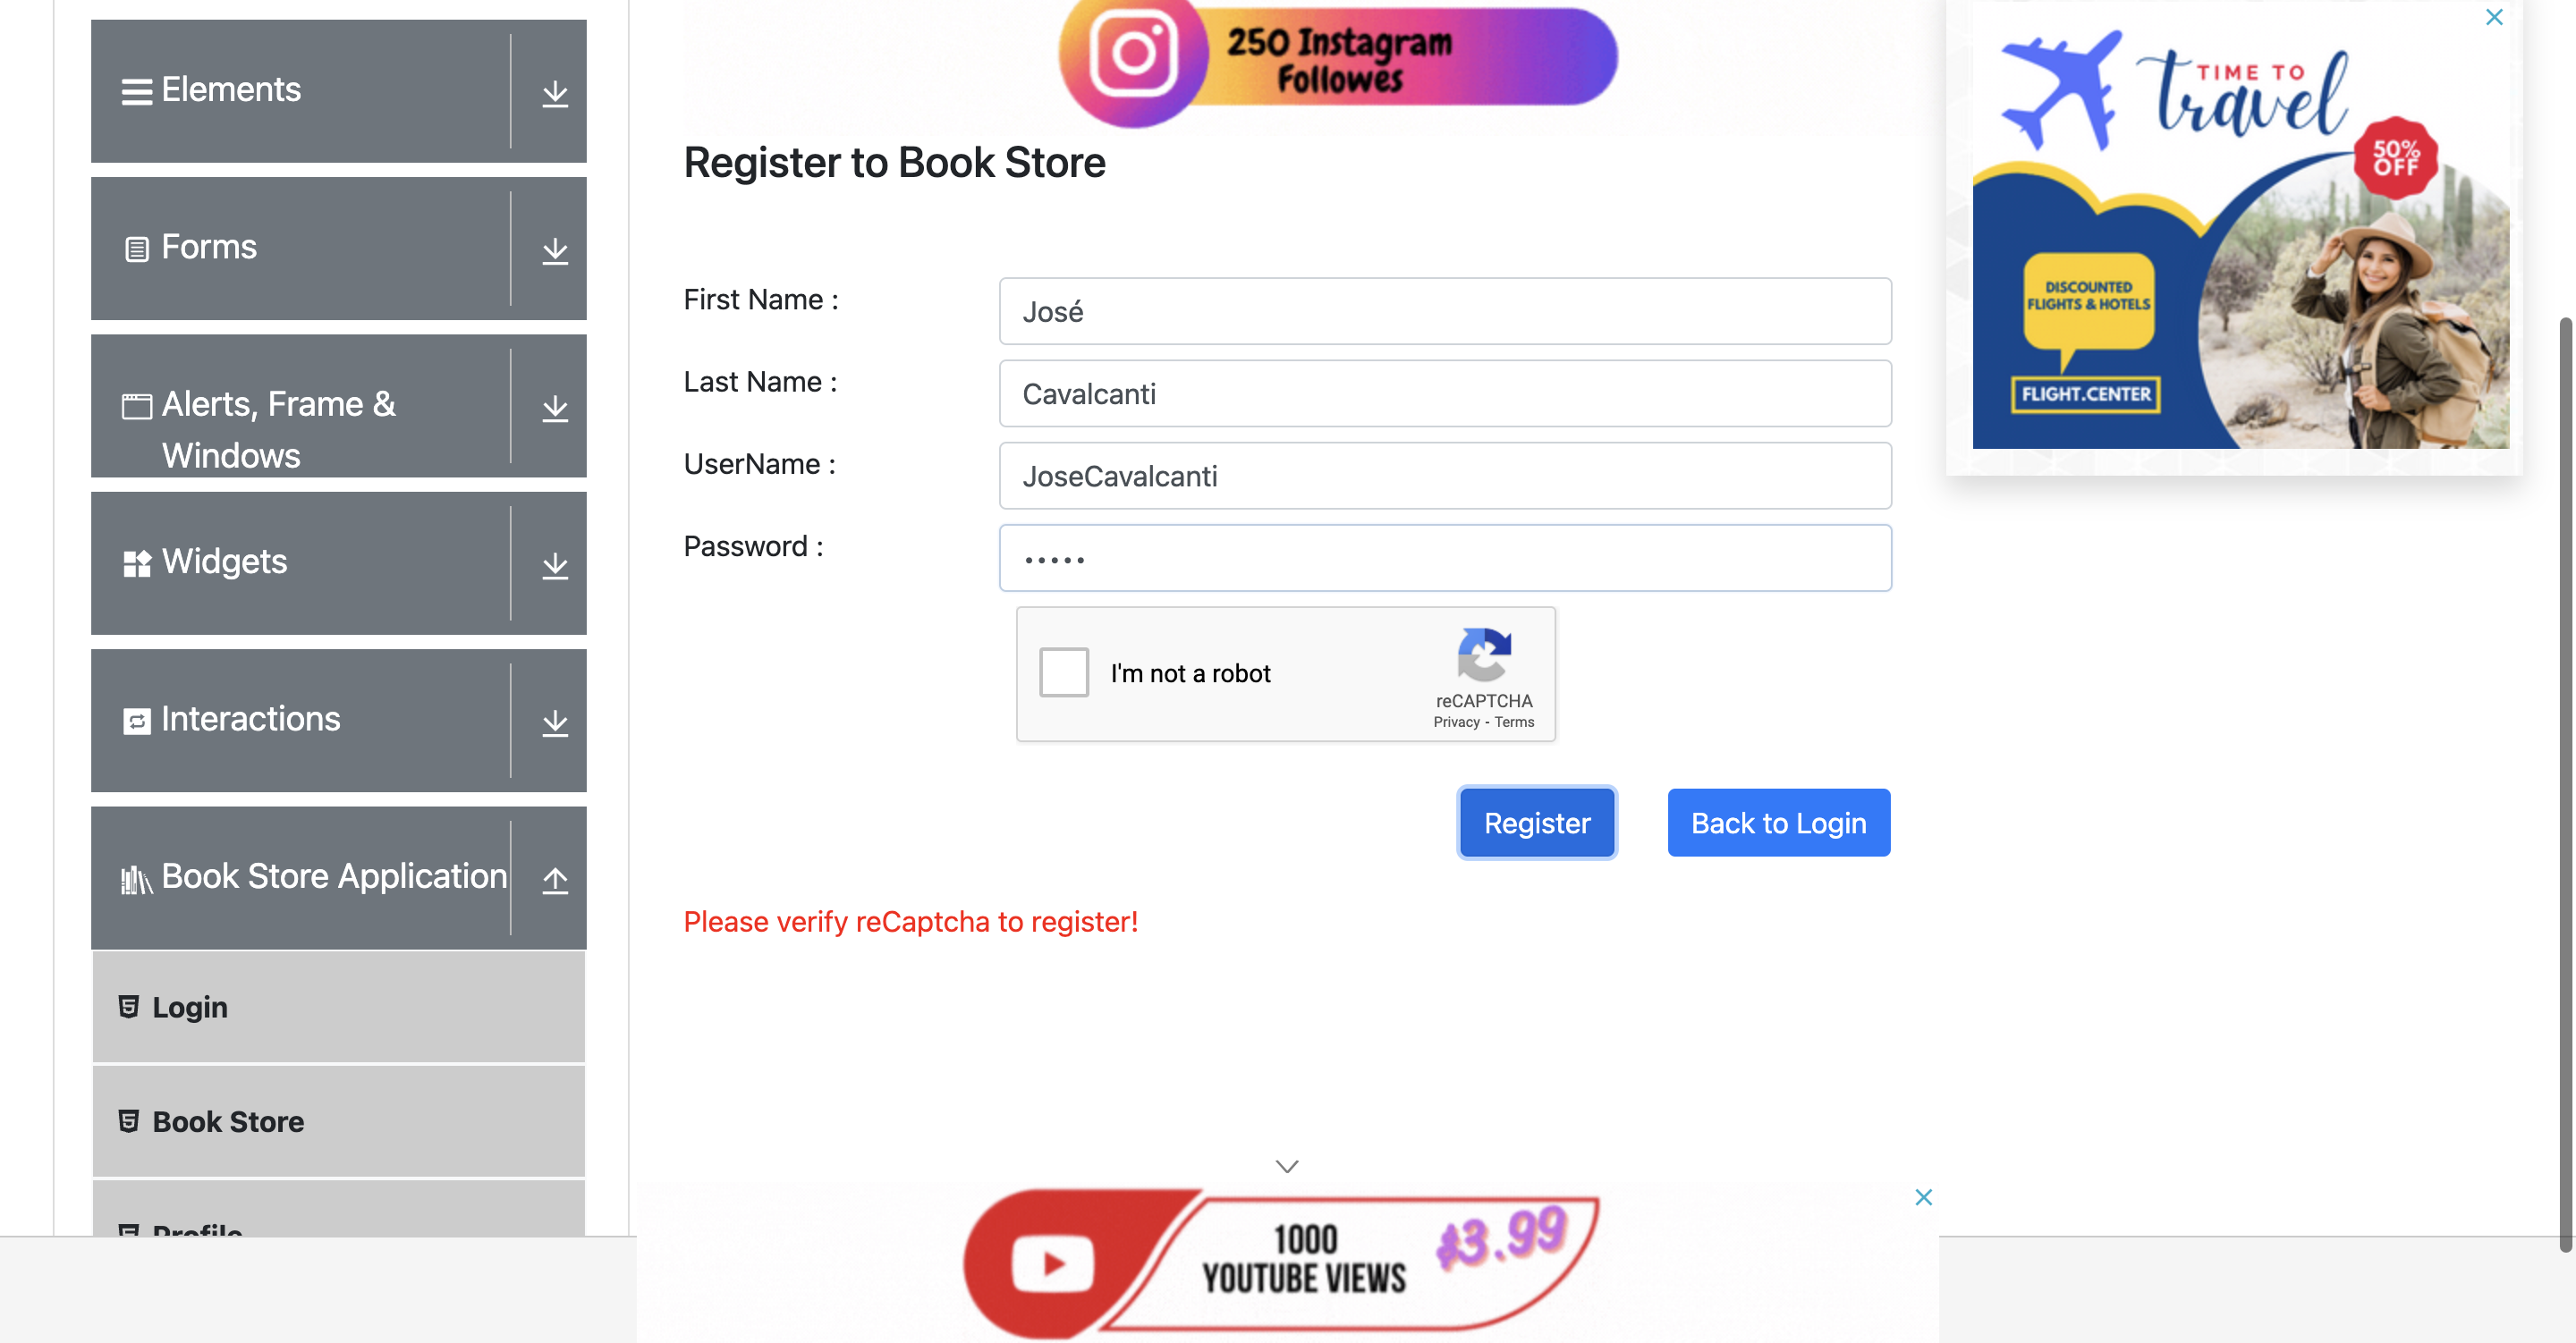 Elements
Forms
Alerts, Frame &
Windows
Widgets
Interactions
Book Store Application
Login
Book Store
Profile
250 Instagram
Followes
Register to Book Store
First Name :
José
Last Name :
Cavalcanti
UserName :
JoseCavalcanti
Password :
•••••
I'm not a robot
reCAPTCHA
Privacy - Terms
Register
Back to Login
Please verify reCaptcha to register!
1000
YOUTUBE VIEWS
$3.99
TIME TO
travel
50%
OFF
DISCOUNTED
FLIGHTS & HOTELS
FLIGHT.CENTER